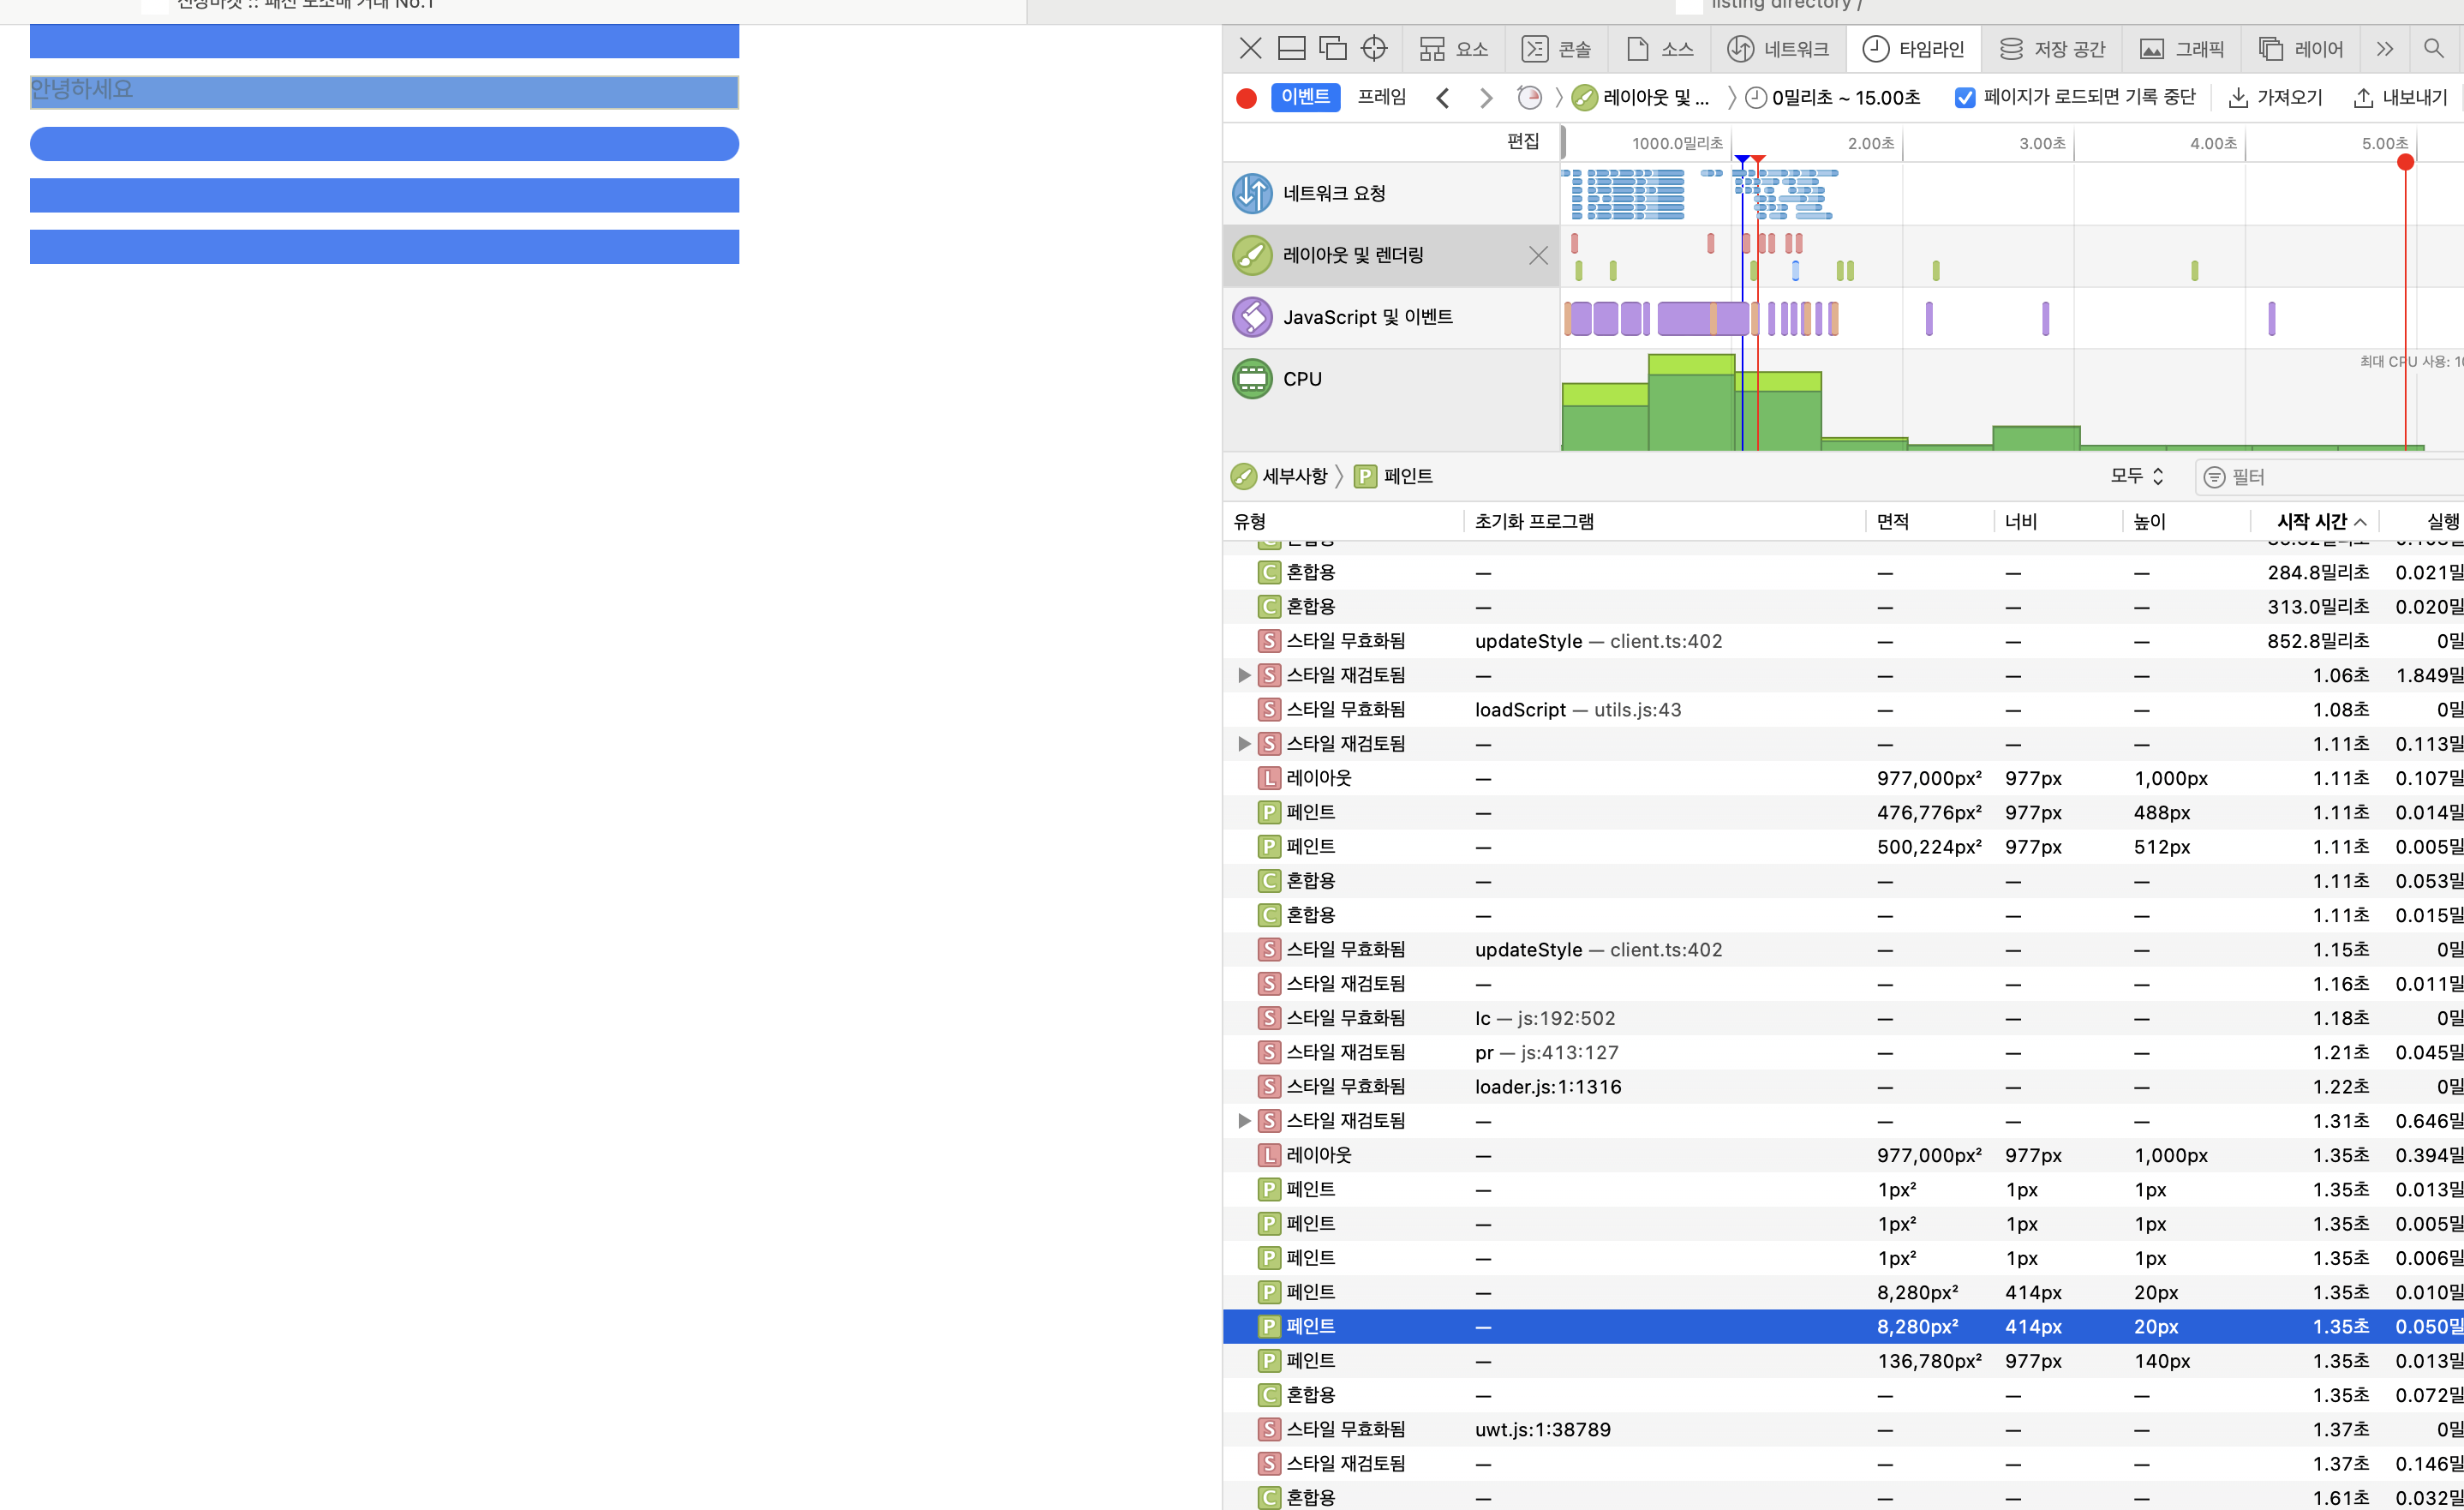 신상마켓 :: 패션 도소매 거래 No.1
listing directory /
안녕하세요
요소 콘솔 소스 네트워크 타임라인 저장 공간 그래픽 레이어
이벤트 프레임 레이아웃 및 ... 0밀리초 ~ 15.00초 페이지가 로드되면 기록 중단 가져오기 내보내기
편집 1000.0밀리초 2.00초 3.00초 4.00초 5.00초
네트워크 요청
레이아웃 및 렌더링
JavaScript 및 이벤트
CPU
최대 CPU 사용: 1
세부사항 P 페인트 모두 필터
유형 초기화 프로그램 면적 너비 높이 시작 시간 실행
C 혼합용 — — — — 284.8밀리초 0.021밀
C 혼합용 — — — — 313.0밀리초 0.020밀
S 스타일 무효화됨 updateStyle — client.ts:402 — — — 852.8밀리초 0밀
S 스타일 재검토됨 — — — — 1.06초 1.849밀
S 스타일 무효화됨 loadScript — utils.js:43 — — — 1.08초 0밀
S 스타일 재검토됨 — — — — 1.11초 0.113밀
L 레이아웃 — 977,000px² 977px 1,000px 1.11초 0.107밀
P 페인트 — 476,776px² 977px 488px 1.11초 0.014밀
P 페인트 — 500,224px² 977px 512px 1.11초 0.005밀
C 혼합용 — — — — 1.11초 0.053밀
C 혼합용 — — — — 1.11초 0.015밀
S 스타일 무효화됨 updateStyle — client.ts:402 — — — 1.15초 0밀
S 스타일 재검토됨 — — — — 1.16초 0.011밀
S 스타일 무효화됨 lc — js:192:502 — — — 1.18초 0밀
S 스타일 재검토됨 pr — js:413:127 — — — 1.21초 0.045밀
S 스타일 무효화됨 loader.js:1:1316 — — — 1.22초 0밀
S 스타일 재검토됨 — — — — 1.31초 0.646밀
L 레이아웃 — 977,000px² 977px 1,000px 1.35초 0.394밀
P 페인트 — 1px² 1px 1px 1.35초 0.013밀
P 페인트 — 1px² 1px 1px 1.35초 0.005밀
P 페인트 — 1px² 1px 1px 1.35초 0.006밀
P 페인트 — 8,280px² 414px 20px 1.35초 0.010밀
P 페인트 — 8,280px² 414px 20px 1.35초 0.050밀
P 페인트 — 136,780px² 977px 140px 1.35초 0.013밀
C 혼합용 — — — — 1.35초 0.072밀
S 스타일 무효화됨 uwt.js:1:38789 — — — 1.37초 0밀
S 스타일 재검토됨 — — — — 1.37초 0.146밀
C 혼합용 — — — — 1.61초 0.032밀